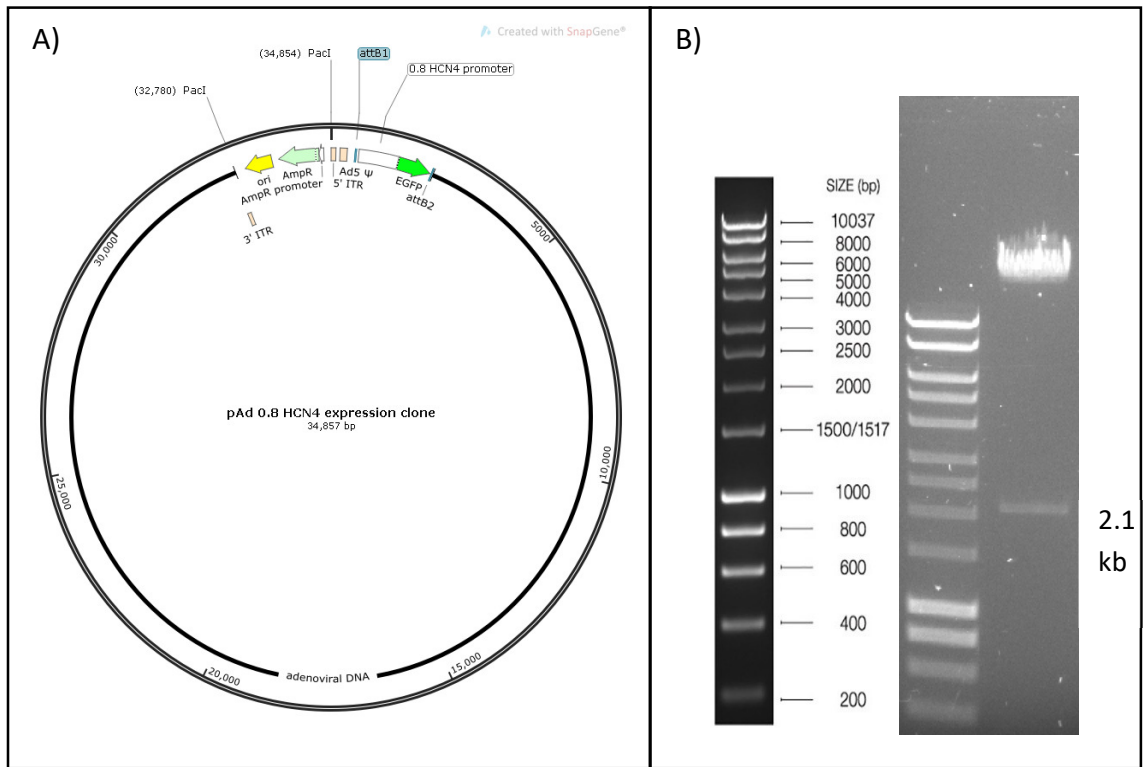 A)
Created with SnapGene®
(34,854) PacI
attB1
0.8 HCN4 promoter
(32,780) PacI
ori
AmpR
AmpR promoter
5' ITR
Ad5 Ψ
EGFP
attB2
3' ITR
5000
10,000
15,000
20,000
25,000
30,000
pAd 0.8 HCN4 expression clone
34,857 bp
adenoviral DNA
B)
SIZE (bp)
10037
8000
6000
5000
4000
3000
2500
2000
1500/1517
1000
800
600
400
200
2.1
kb